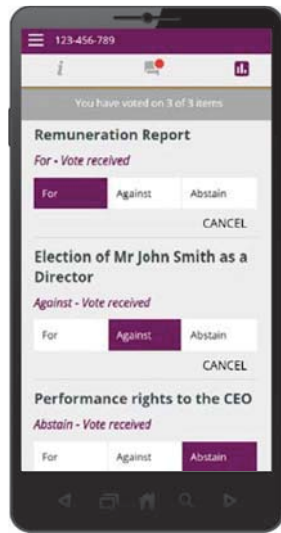 123-456-789
You have voted on 3 of 3 items
Remuneration Report
For - Vote received
For Against Abstain
CANCEL
Election of Mr John Smith as a
Director
Against - Vote received
For Against Abstain
CANCEL
Performance rights to the CEO
Abstain - Vote received
For Against Abstain